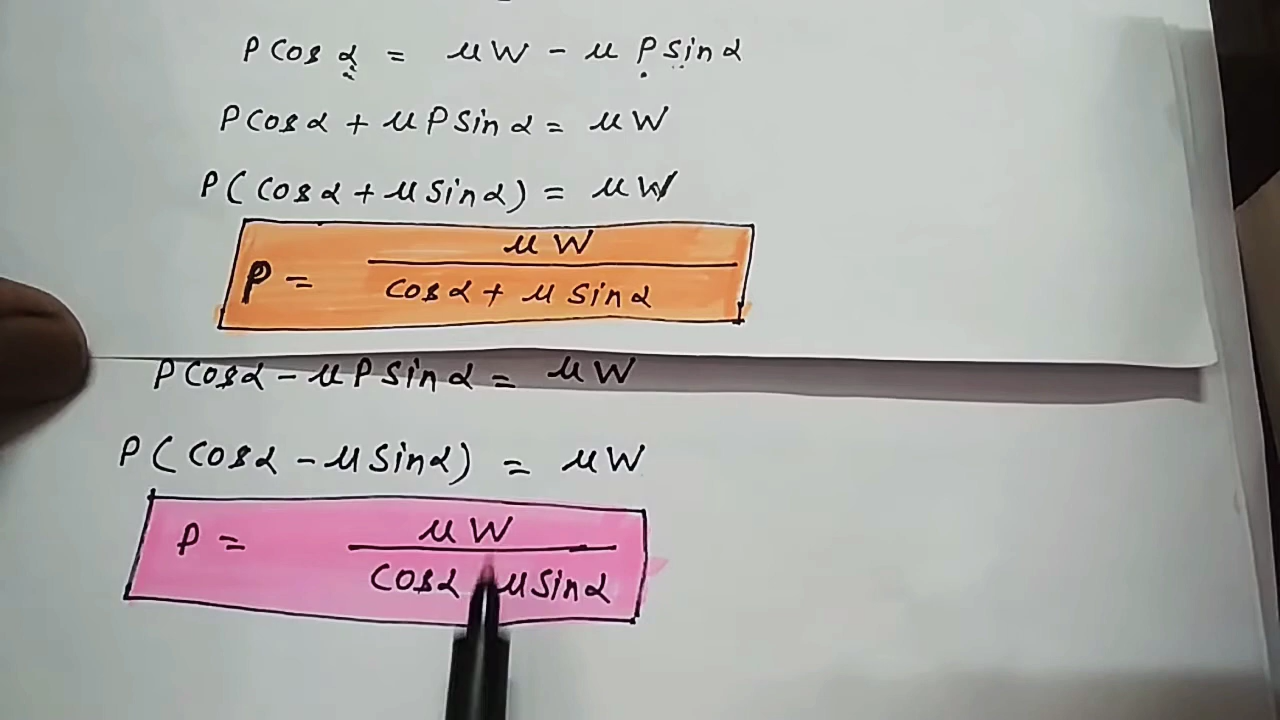 P Cos α = μW - μ P sin α
P Cos α + μ P Sin α = μW
P ( Cos α + μ Sin α ) = μW
μW
P =
Cos α + μ Sin α
P Cos α - μ P Sin α = μW
P ( Cos α - μ Sin α ) = μW
μW
P =
Cos α μ Sin α